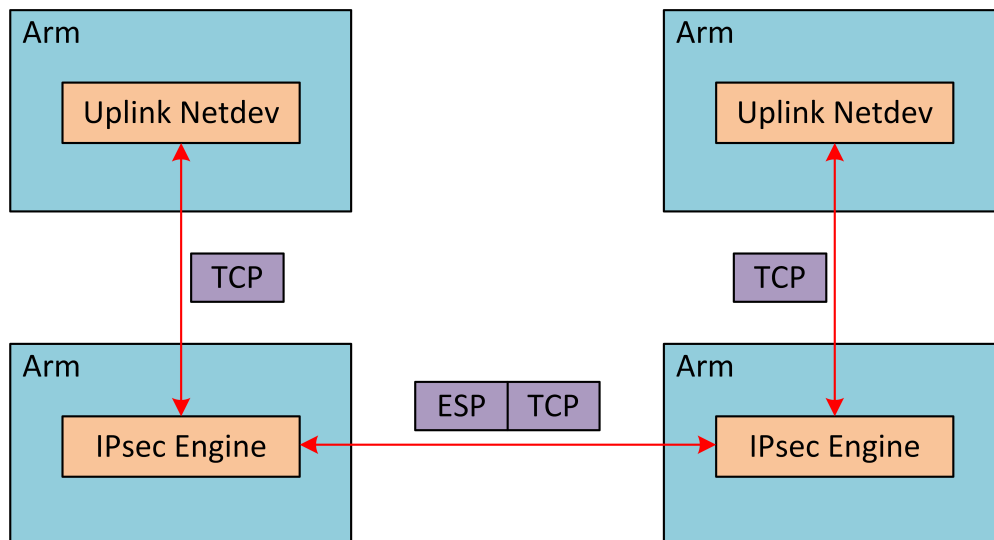 Arm
Arm
Uplink Netdev
Uplink Netdev
TCP
TCP
Arm
Arm
ESP TCP
IPsec Engine
IPsec Engine